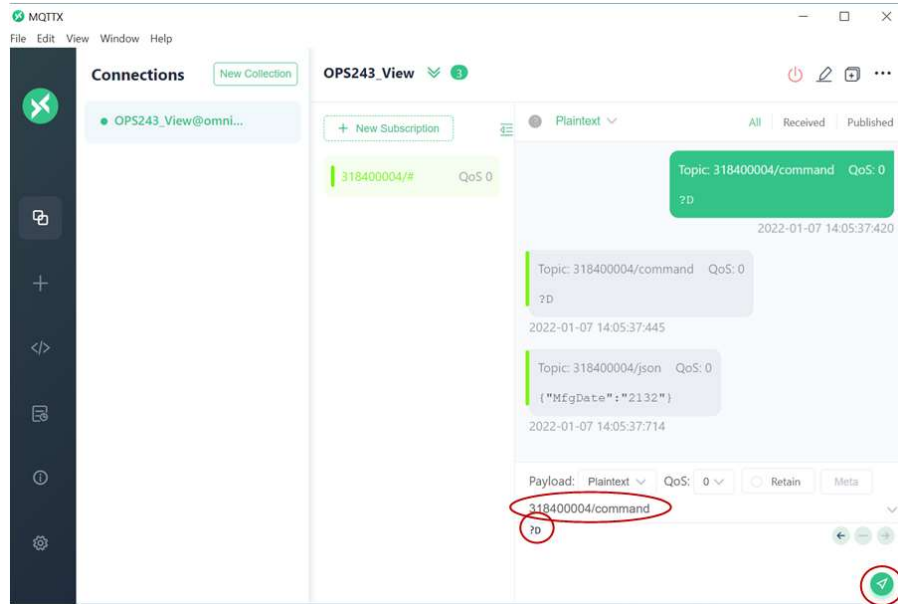 MQTTX
File Edit View Window Help
Connections
New Collection
OPS243_View@omni...
OPS243_View 3
+ New Subscription
318400004/# QoS 0
Plaintext
All Received Published
Topic: 318400004/command QoS: 0
?D
2022-01-07 14:05:37:420
Topic: 318400004/command QoS: 0
?D
2022-01-07 14:05:37:445
Topic: 318400004/json QoS: 0
{"MfgDate":"2132"}
2022-01-07 14:05:37:714
Payload: Plaintext QoS: 0 Retain Meta
318400004/command
?D